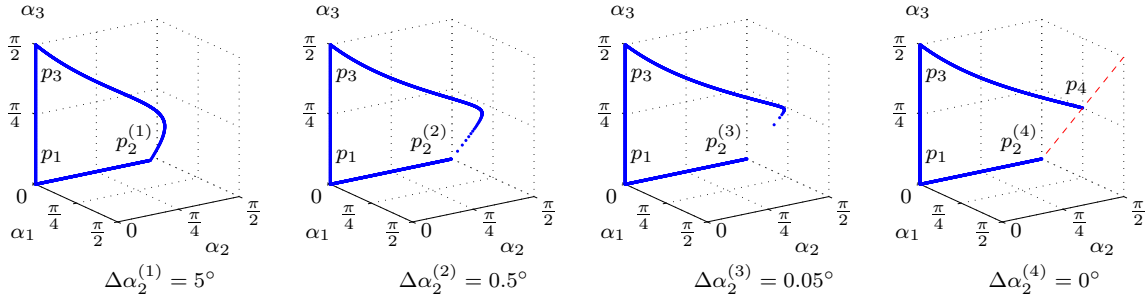 α₃ α₃ α₃ α₃
π/2 π/2 π/2 π/2
p₃ p₃ p₃ p₃ p₄
π/4 π/4 π/4 π/4
p₂⁽¹⁾ p₂⁽²⁾ p₂⁽³⁾ p₂⁽⁴⁾
p₁ p₁ p₁ p₁
0 π/4 π/2 0 π/4 π/2 0 π/4 π/2 0 π/4 π/2 0 π/4 π/2 0 π/4 π/2 0 π/4 π/2 0 π/4 π/2
α₁ α₂ α₁ α₂ α₁ α₂ α₁ α₂
Δα₂⁽¹⁾ = 5° Δα₂⁽²⁾ = 0.5° Δα₂⁽³⁾ = 0.05° Δα₂⁽⁴⁾ = 0°